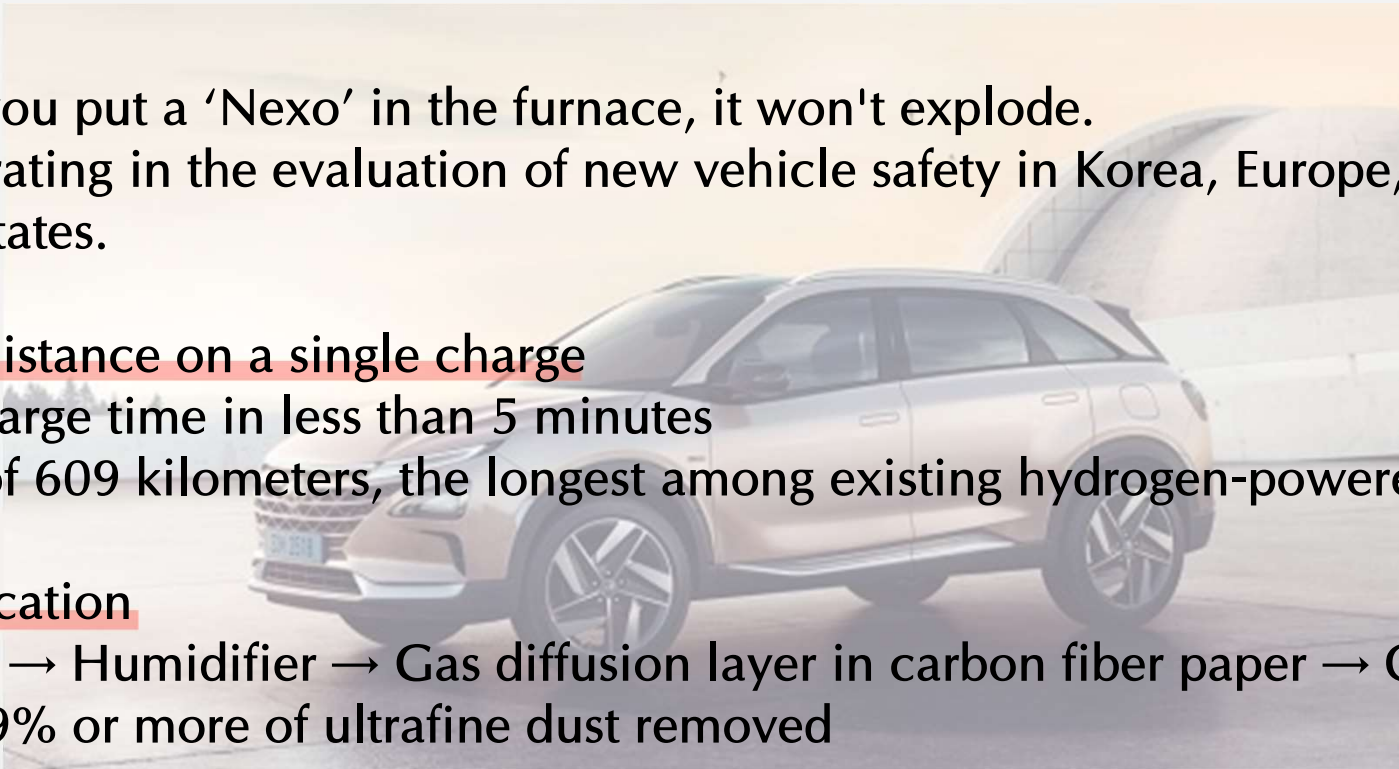 ou put a ‘Nexo’ in the furnace, it won't explode.
rating in the evaluation of new vehicle safety in Korea, Europe,
tates.
istance on a single charge
arge time in less than 5 minutes
of 609 kilometers, the longest among existing hydrogen-powere
cation
→ Humidifier → Gas diffusion layer in carbon fiber paper →
9% or more of ultrafine dust removed